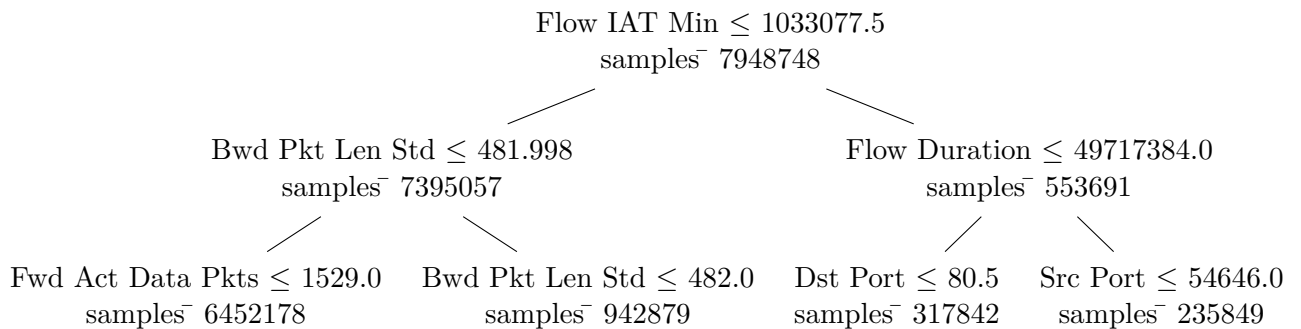 Flow IAT Min ≤ 1033077.5
samples ̄ 7948748
Bwd Pkt Len Std ≤ 481.998
samples ̄ 7395057
Flow Duration ≤ 49717384.0
samples ̄ 553691
Fwd Act Data Pkts ≤ 1529.0
samples ̄ 6452178
Bwd Pkt Len Std ≤ 482.0
samples ̄ 942879
Dst Port ≤ 80.5
samples ̄ 317842
Src Port ≤ 54646.0
samples ̄ 235849